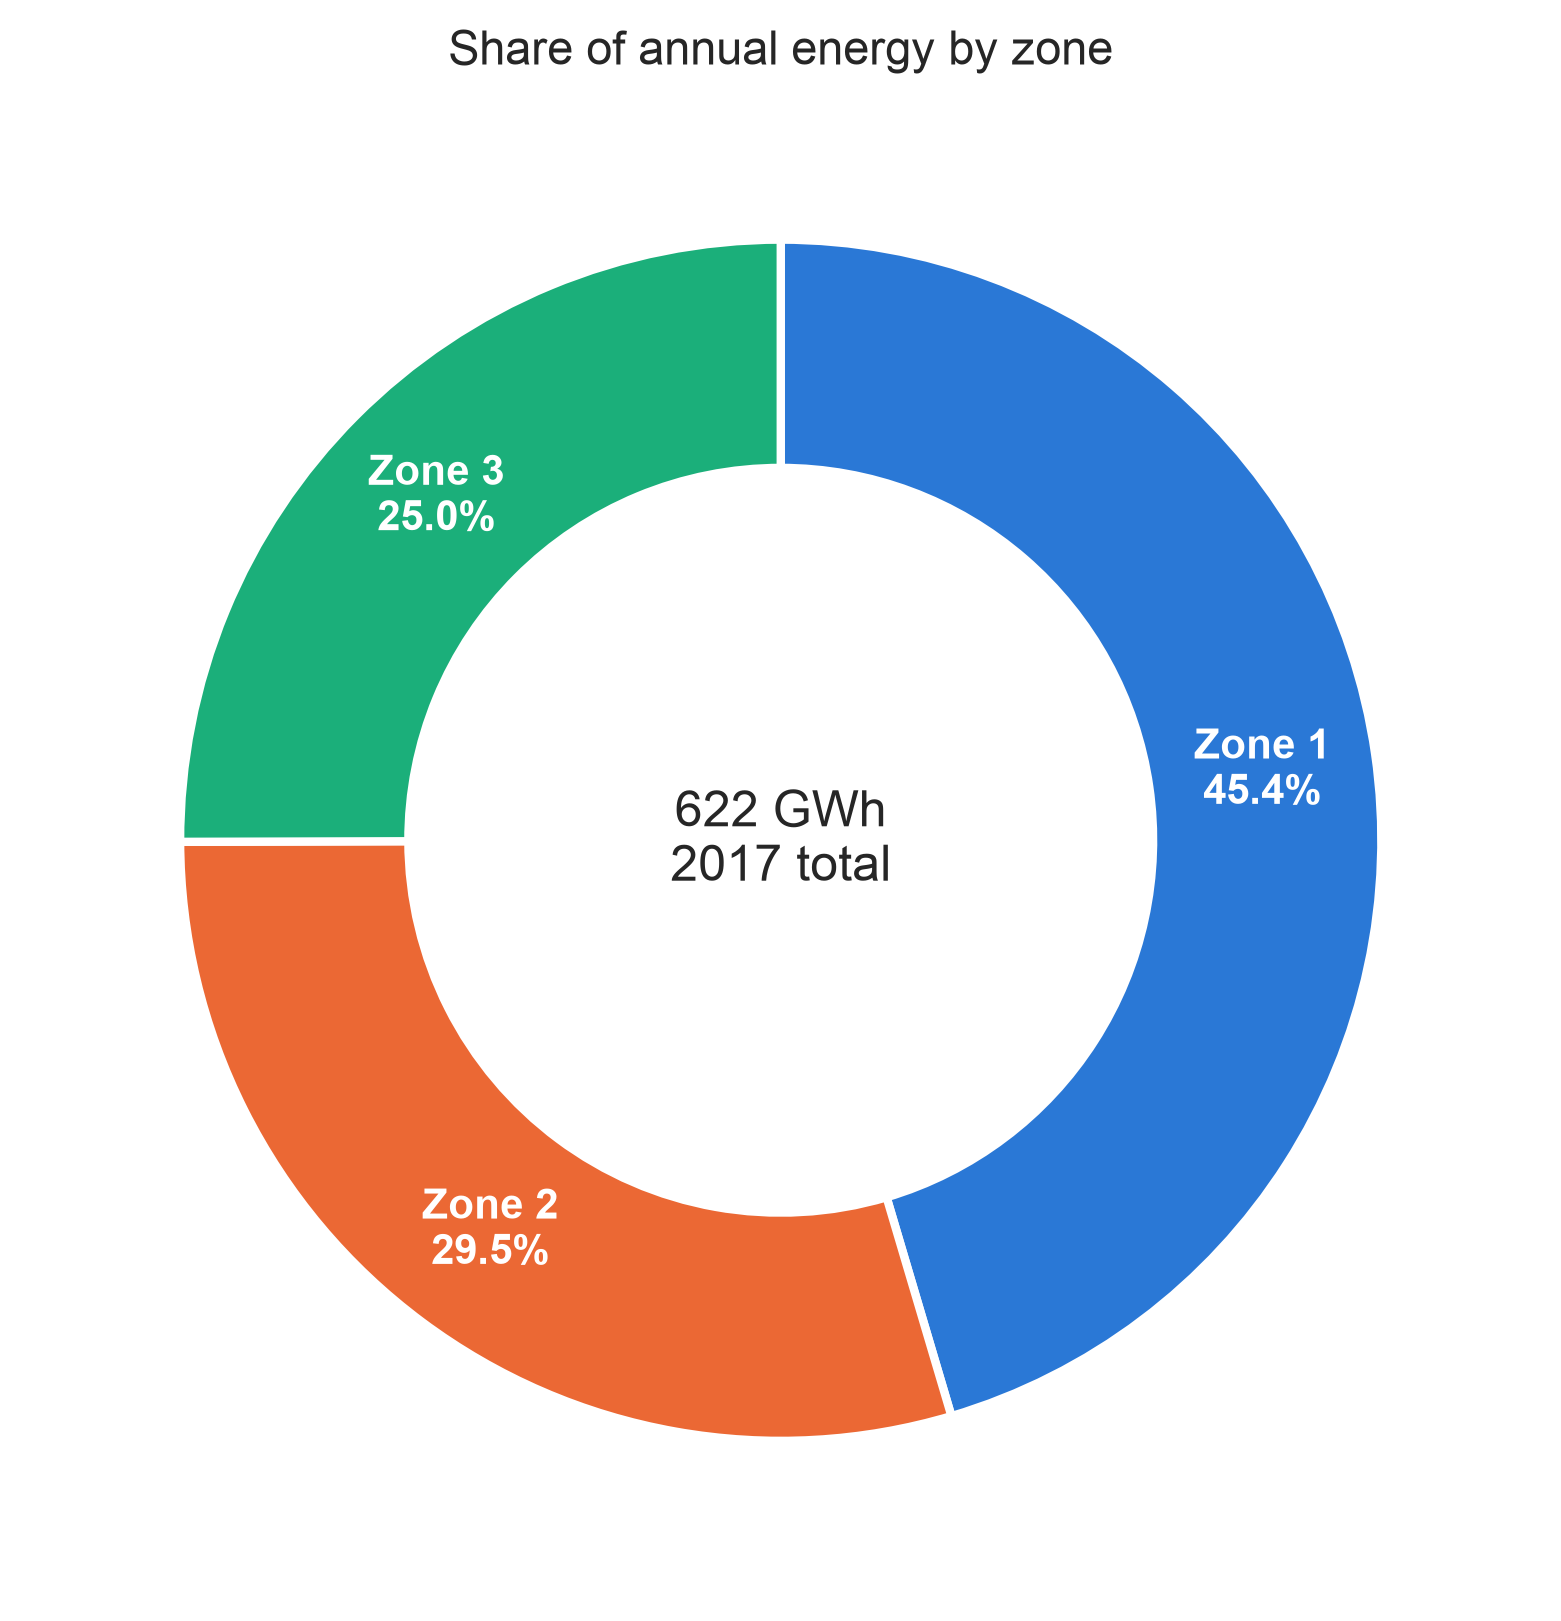 Share of annual energy by zone
Zone 3
25.0%
Zone 1
45.4%
622 GWh
2017 total
Zone 2
29.5%